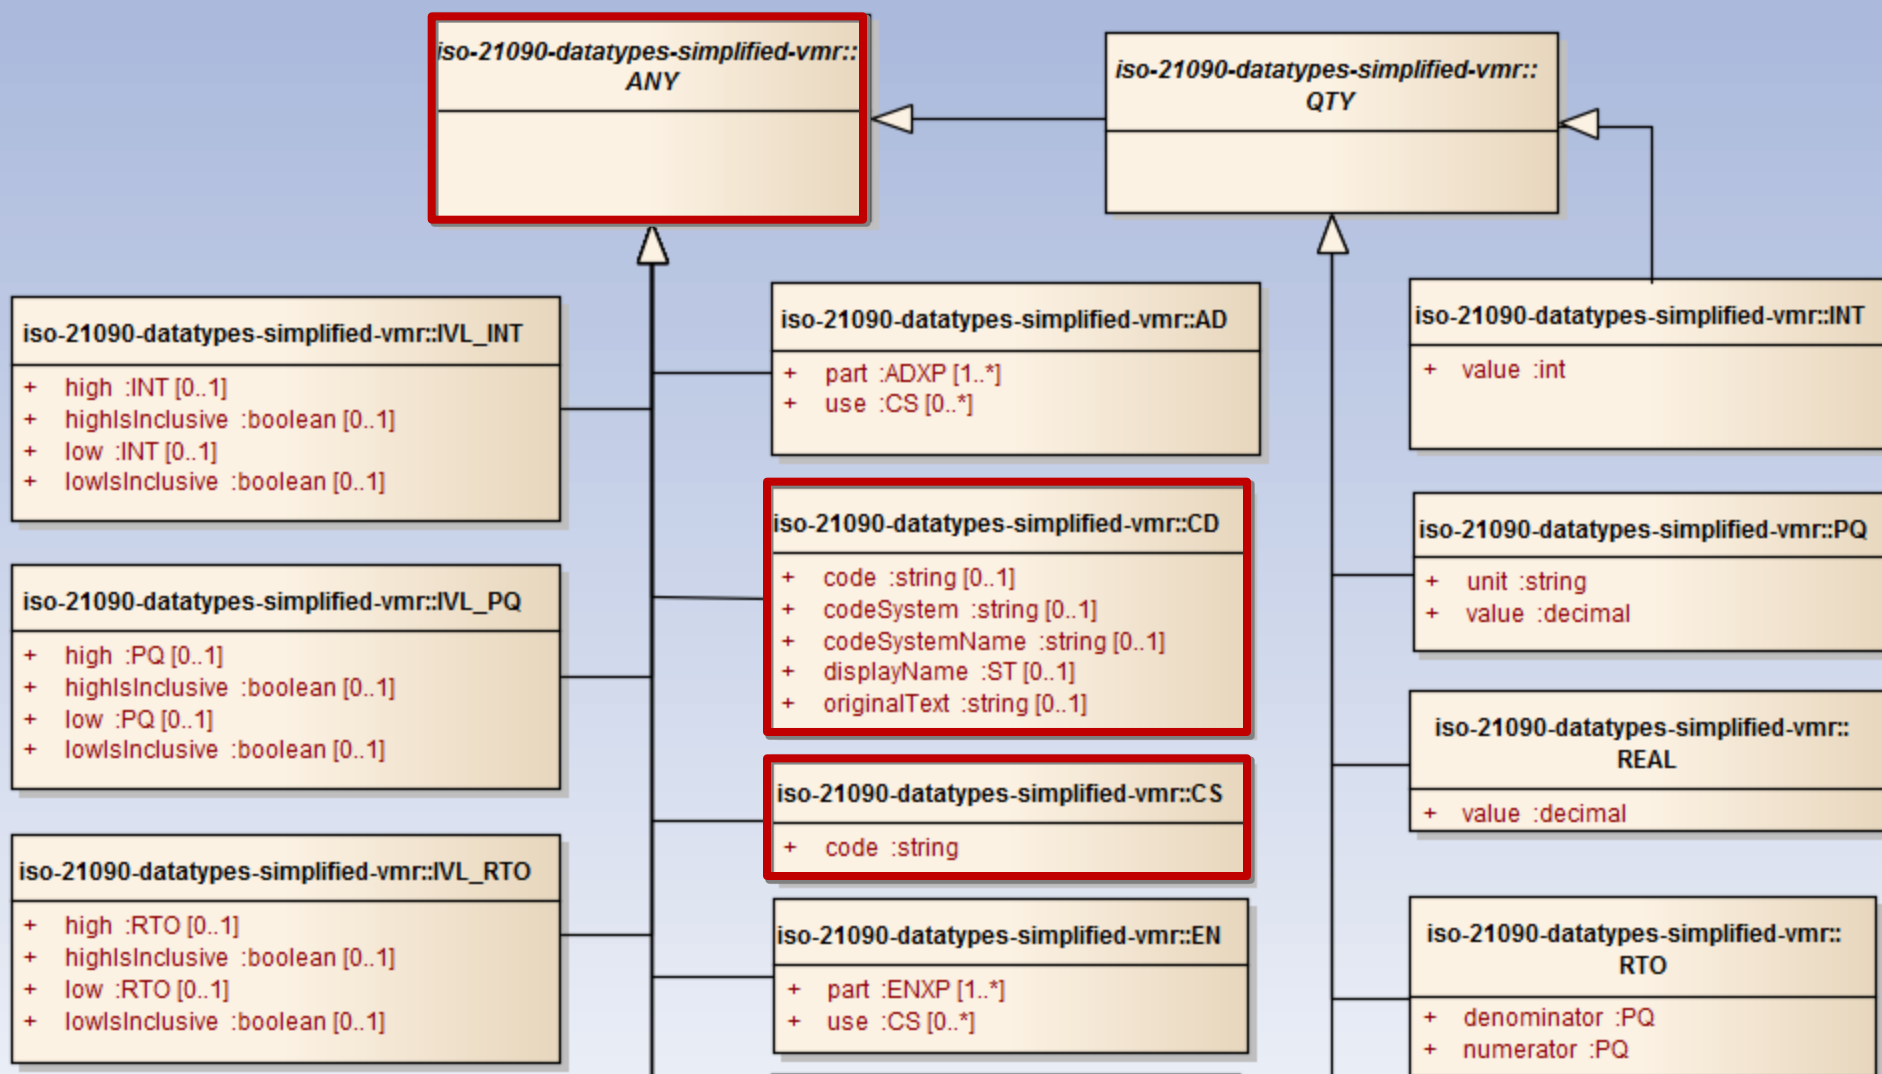 iso-21090-datatypes-simplified-vmr::
ANY
iso-21090-datatypes-simplified-vmr::
QTY
iso-21090-datatypes-simplified-vmr::IVL_INT
+ high :INT [0..1]
+ highIsInclusive :boolean [0..1]
+ low :INT [0..1]
+ lowIsInclusive :boolean [0..1]
iso-21090-datatypes-simplified-vmr::AD
+ part :ADXP [1..*]
+ use :CS [0..*]
iso-21090-datatypes-simplified-vmr::INT
+ value :int
iso-21090-datatypes-simplified-vmr::CD
+ code :string [0..1]
+ codeSystem :string [0..1]
+ codeSystemName :string [0..1]
+ displayName :ST [0..1]
+ originalText :string [0..1]
iso-21090-datatypes-simplified-vmr::PQ
+ unit :string
+ value :decimal
iso-21090-datatypes-simplified-vmr::IVL_PQ
+ high :PQ [0..1]
+ highIsInclusive :boolean [0..1]
+ low :PQ [0..1]
+ lowIsInclusive :boolean [0..1]
iso-21090-datatypes-simplified-vmr::CS
+ code :string
iso-21090-datatypes-simplified-vmr::
REAL
+ value :decimal
iso-21090-datatypes-simplified-vmr::IVL_RTO
+ high :RTO [0..1]
+ highIsInclusive :boolean [0..1]
+ low :RTO [0..1]
+ lowIsInclusive :boolean [0..1]
iso-21090-datatypes-simplified-vmr::EN
+ part :ENXP [1..*]
+ use :CS [0..*]
iso-21090-datatypes-simplified-vmr::
RTO
+ denominator :PQ
+ numerator :PQ